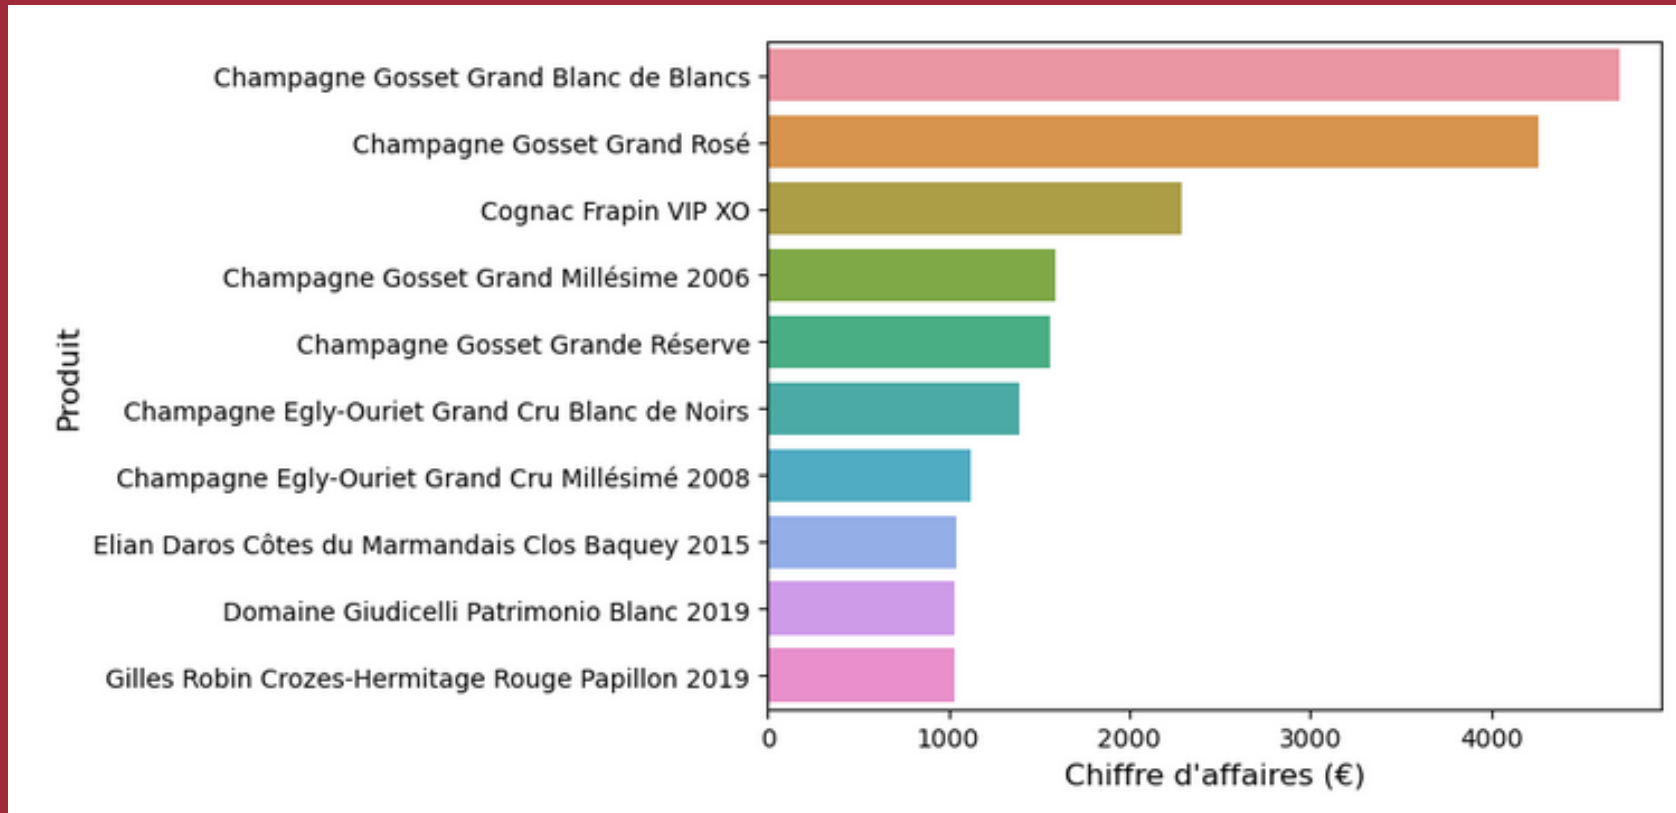 Champagne Gosset Grand Blanc de Blancs
Champagne Gosset Grand Rosé
Cognac Frapin VIP XO
Champagne Gosset Grand Millésime 2006
Champagne Gosset Grande Réserve
Champagne Egly-Ouriet Grand Cru Blanc de Noirs
Champagne Egly-Ouriet Grand Cru Millésimé 2008
Elian Daros Côtes du Marmandais Clos Baquey 2015
Domaine Giudicelli Patrimonio Blanc 2019
Gilles Robin Crozes-Hermitage Rouge Papillon 2019
Produit
0 1000 2000 3000 4000
Chiffre d'affaires (€)